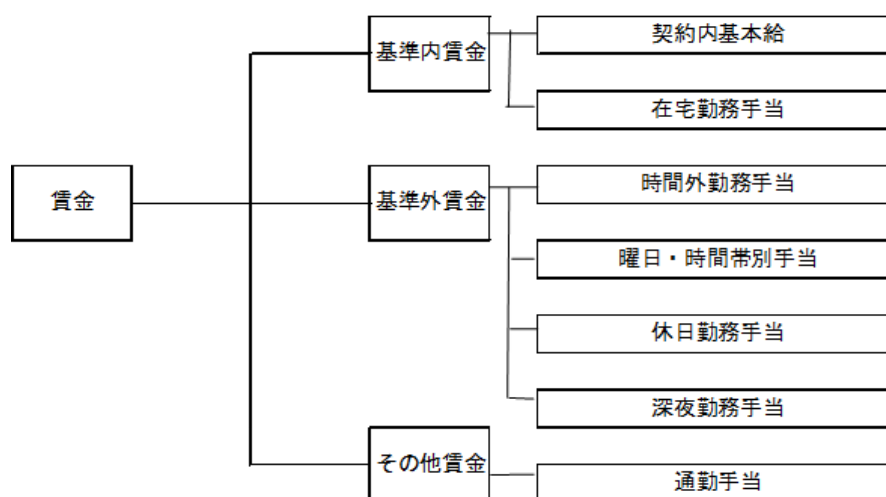 賃金
基準内賃金
契約内基本給
在宅勤務手当
基準外賃金
時間外勤務手当
曜日・時間帯別手当
休日勤務手当
深夜勤務手当
その他賃金
通勤手当